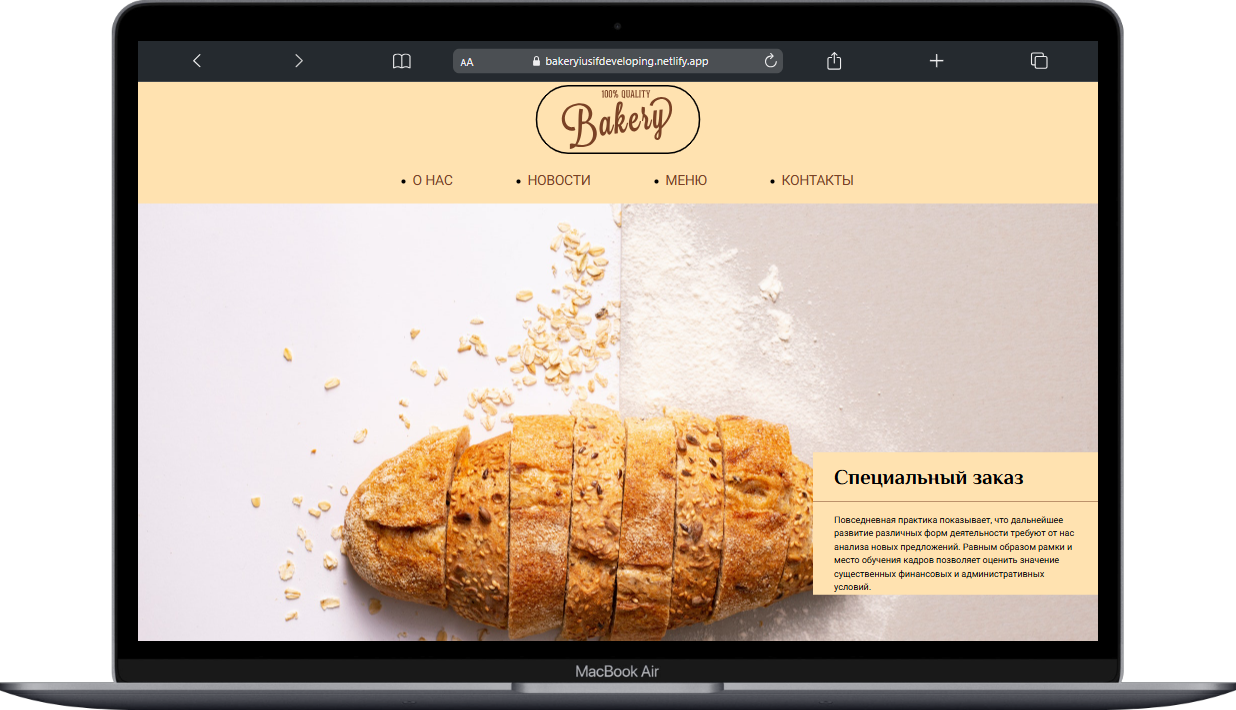 AA
bakeryiusifdeveloping.netlify.app
100% QUALITY
Bakery
• О НАС • НОВОСТИ • МЕНЮ • КОНТАКТЫ
Специальный заказ
Повседневная практика показывает, что дальнейшее
развитие различных форм деятельности требуют от нас
анализа новых предложений. Равным образом рамки и
место обучения кадров позволяет оценить значение
существенных финансовых и административных
условий.
MacBook Air